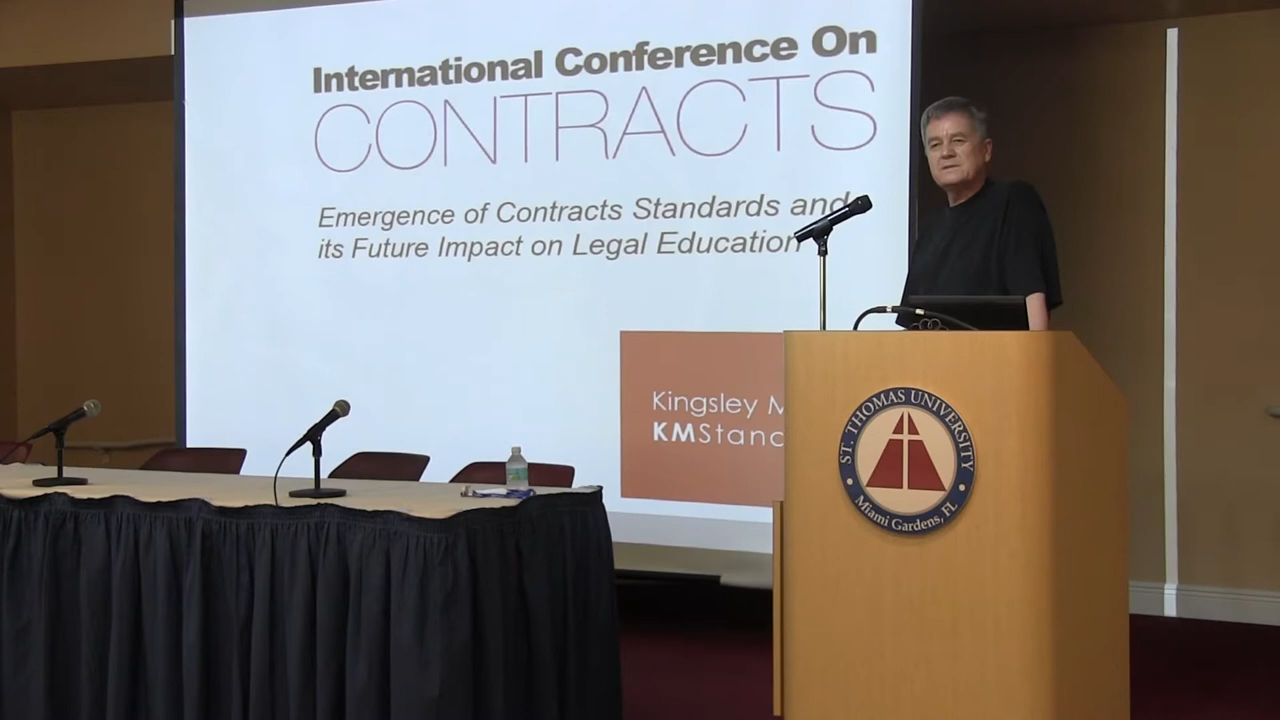 International Conference On
CONTRACTS
Emergence of Contracts Standards and
its Future Impact on Legal Education
Kingsley
KM
ST. THOMAS UNIVERSITY
Miami Gardens, FL